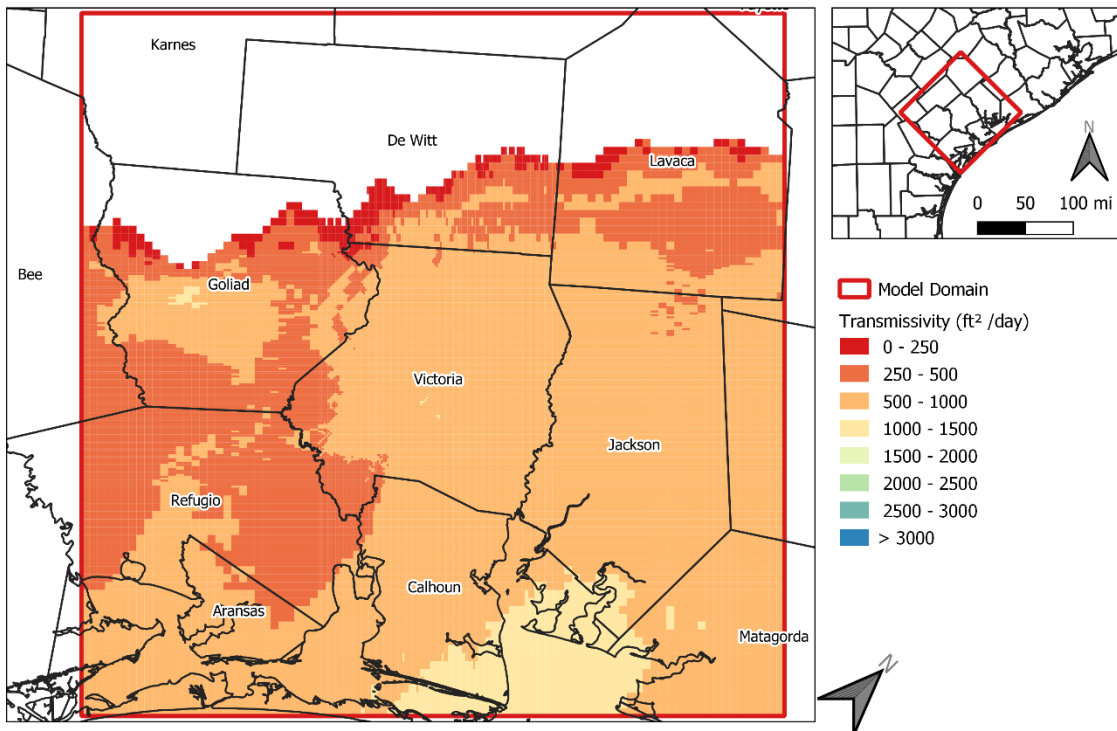 Karnes
De Witt
Lavaca
Bee
Goliad
Victoria
Jackson
Refugio
Calhoun
Aransas
Matagorda
N
0 50 100 mi
Model Domain
Transmissivity (ft² /day)
0 - 250
250 - 500
500 - 1000
1000 - 1500
1500 - 2000
2000 - 2500
2500 - 3000
> 3000
N